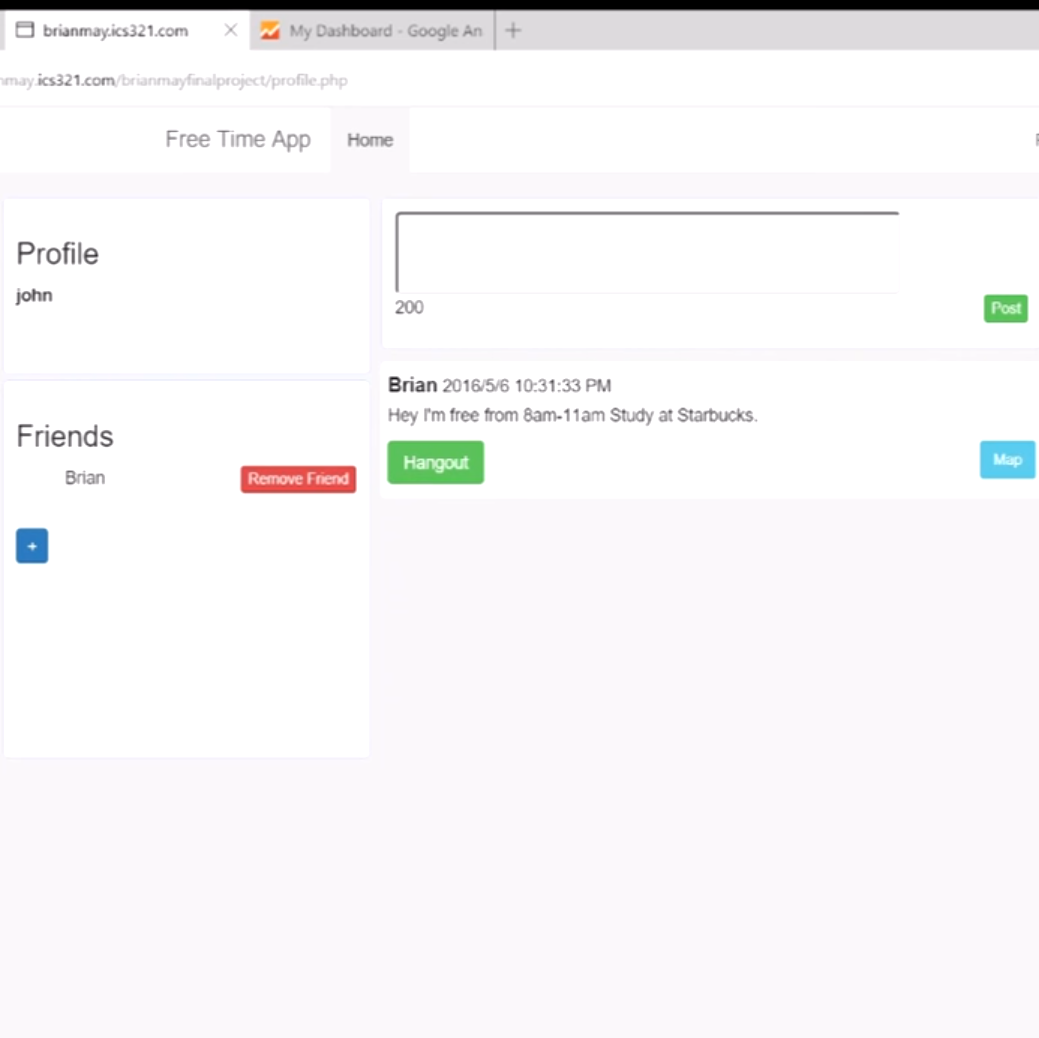 brianmay.ics321.com
My Dashboard - Google An
may.ics321.com/brianmayfinalproject/profile.php
Free Time App Home
Profile
john
200
Post
Brian 2016/5/6 10:31:33 PM
Hey I'm free from 8am-11am Study at Starbucks.
Hangout
Map
Friends
Brian
Remove Friend
+